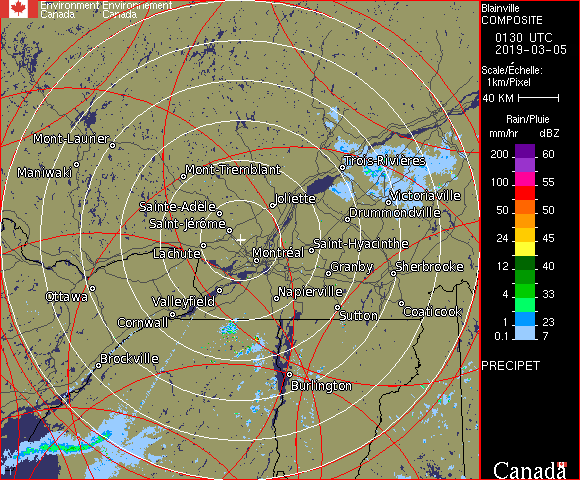 Environment Environnement
Canada Canada
Blainville
COMPOSITE
0130 UTC
2019-03-05
Scale/Échelle:
1km/Pixel
40 KM
Rain/Pluie
mm/hr dBZ
200 60
100 55
50 50
24 45
12 40
4 33
1 23
0.1 7
PRECIPET
Mont-Laurier
Maniwaki
Mont-Tremblant
Trois-Rivières
Sainte-Adèle
Joliette
Victoriaville
Drummondville
Saint-Jérôme
Lachute
Montréal
Saint-Hyacinthe
Granby
Sherbrooke
Ottawa
Valleyfield
Napierville
Cornwall
Sutton
Coaticook
Brockville
Burlington
Canada